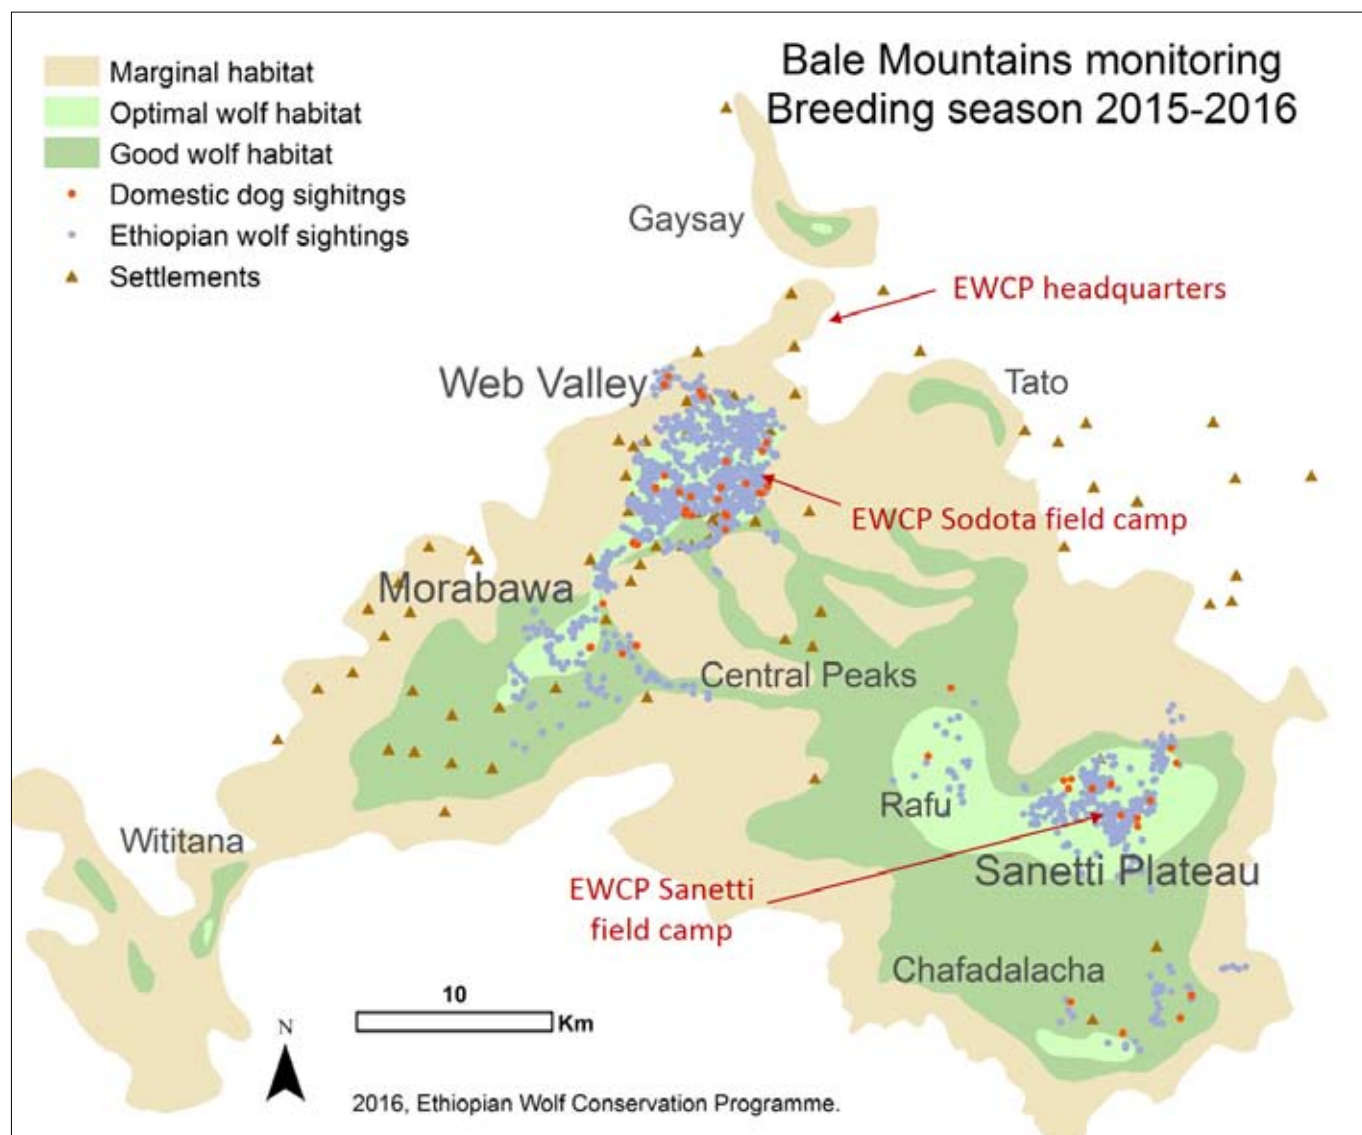 Bale Mountains monitoring
Breeding season 2015-2016
Marginal habitat
Optimal wolf habitat
Good wolf habitat
Domestic dog sighitngs
Ethiopian wolf sightings
Settlements
Gaysay
EWCP headquarters
Web Valley
Tato
EWCP Sodota field camp
Morabawa
Central Peaks
Rafu
Wititana
Sanetti Plateau
EWCP Sanetti
field camp
Chafadalacha
10
Km
N
2016, Ethiopian Wolf Conservation Programme.